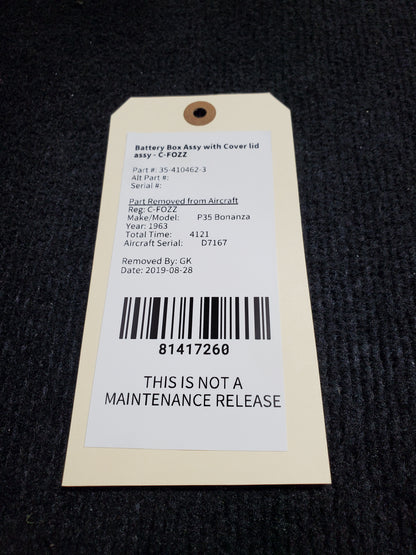 Battery Box Assy with Cover lid
assy - C-FOZZ
Part #: 35-410462-3
Alt Part #:
Serial #:
Part Removed from Aircraft
Reg: C-FOZZ
Make/Model: P35 Bonanza
Year: 1963
Total Time: 4121
Aircraft Serial: D7167
Removed By: GK
Date: 2019-08-28
81417260
THIS IS NOT A
MAINTENANCE RELEASE